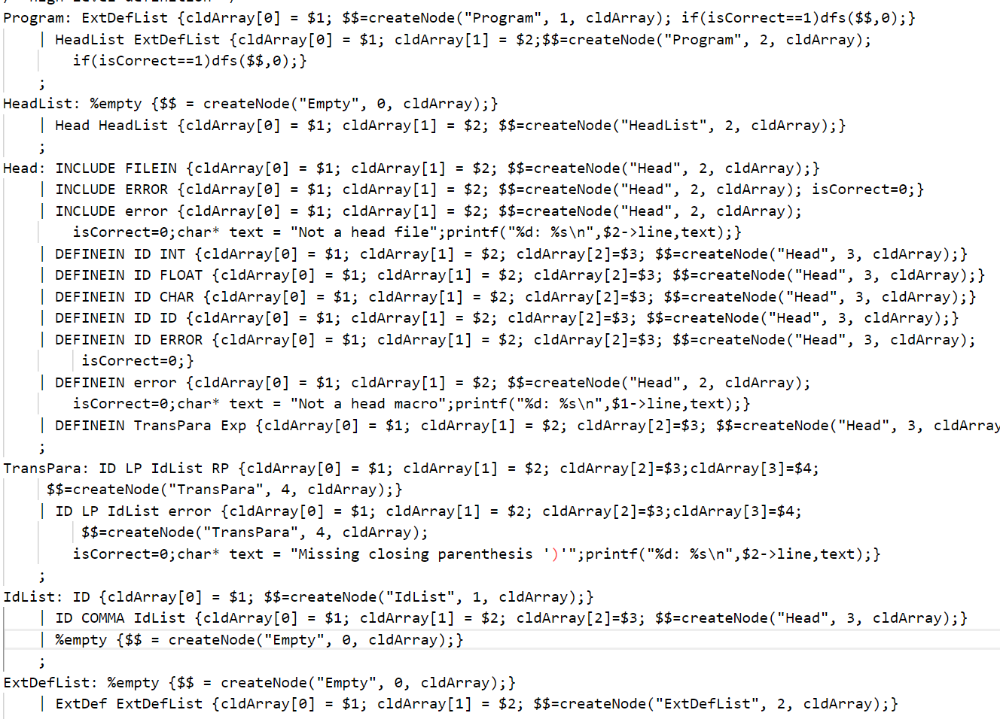 Program: ExtDefList {cldArray[0] = $1; $$=createNode("Program", 1, cldArray); if(isCorrect==1)dfs($$,0);}
| HeadList ExtDefList {cldArray[0] = $1; cldArray[1] = $2;$$=createNode("Program", 2, cldArray);
if(isCorrect==1)dfs($$,0);}
;
HeadList: %empty {$$ = createNode("Empty", 0, cldArray);}
| Head HeadList {cldArray[0] = $1; cldArray[1] = $2; $$=createNode("HeadList", 2, cldArray);}
;
Head: INCLUDE FILEIN {cldArray[0] = $1; cldArray[1] = $2; $$=createNode("Head", 2, cldArray);}
| INCLUDE ERROR {cldArray[0] = $1; cldArray[1] = $2; $$=createNode("Head", 2, cldArray); isCorrect=0;}
| INCLUDE error {cldArray[0] = $1; cldArray[1] = $2; $$=createNode("Head", 2, cldArray);
isCorrect=0;char* text = "Not a head file";printf("%d: %s\n",$2->line,text);}
| DEFINEIN ID INT {cldArray[0] = $1; cldArray[1] = $2; cldArray[2]=$3; $$=createNode("Head", 3, cldArray);}
| DEFINEIN ID FLOAT {cldArray[0] = $1; cldArray[1] = $2; cldArray[2]=$3; $$=createNode("Head", 3, cldArray);}
| DEFINEIN ID CHAR {cldArray[0] = $1; cldArray[1] = $2; cldArray[2]=$3; $$=createNode("Head", 3, cldArray);}
| DEFINEIN ID ID {cldArray[0] = $1; cldArray[1] = $2; cldArray[2]=$3; $$=createNode("Head", 3, cldArray);}
| DEFINEIN ID ERROR {cldArray[0] = $1; cldArray[1] = $2; cldArray[2]=$3; $$=createNode("Head", 3, cldArray);
isCorrect=0;}
| DEFINEIN error {cldArray[0] = $1; cldArray[1] = $2; $$=createNode("Head", 2, cldArray);
isCorrect=0;char* text = "Not a head macro";printf("%d: %s\n",$1->line,text);}
| DEFINEIN TransPara Exp {cldArray[0] = $1; cldArray[1] = $2; cldArray[2]=$3; $$=createNode("Head", 3, cldArray
;
TransPara: ID LP IdList RP {cldArray[0] = $1; cldArray[1] = $2; cldArray[2]=$3;cldArray[3]=$4;
$$=createNode("TransPara", 4, cldArray);}
| ID LP IdList error {cldArray[0] = $1; cldArray[1] = $2; cldArray[2]=$3;cldArray[3]=$4;
$$=createNode("TransPara", 4, cldArray);
isCorrect=0;char* text = "Missing closing parenthesis ')'";printf("%d: %s\n",$2->line,text);}
;
IdList: ID {cldArray[0] = $1; $$=createNode("IdList", 1, cldArray);}
| ID COMMA IdList {cldArray[0] = $1; cldArray[1] = $2; cldArray[2]=$3; $$=createNode("Head", 3, cldArray);}
| %empty {$$ = createNode("Empty", 0, cldArray);}
;
ExtDefList: %empty {$$ = createNode("Empty", 0, cldArray);}
| ExtDef ExtDefList {cldArray[0] = $1; cldArray[1] = $2; $$=createNode("ExtDefList", 2, cldArray);}